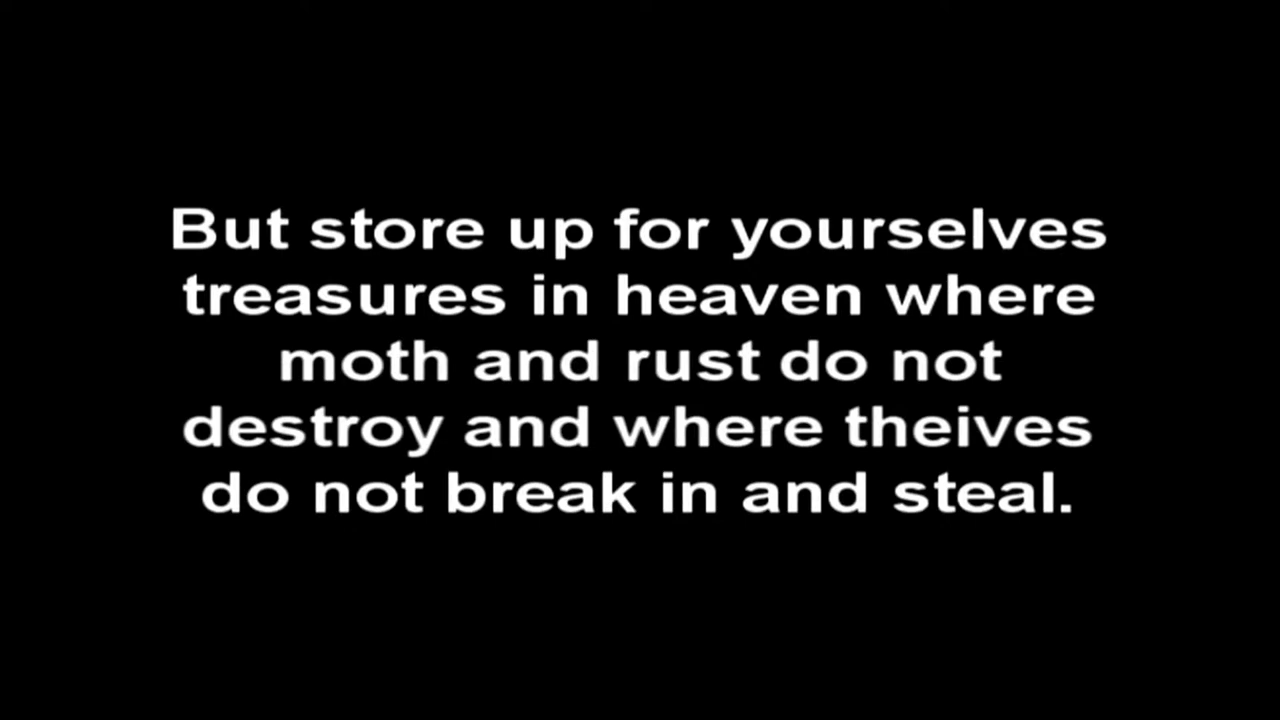 But store up for yourselves
treasures in heaven where
moth and rust do not
destroy and where theives
do not break in and steal.